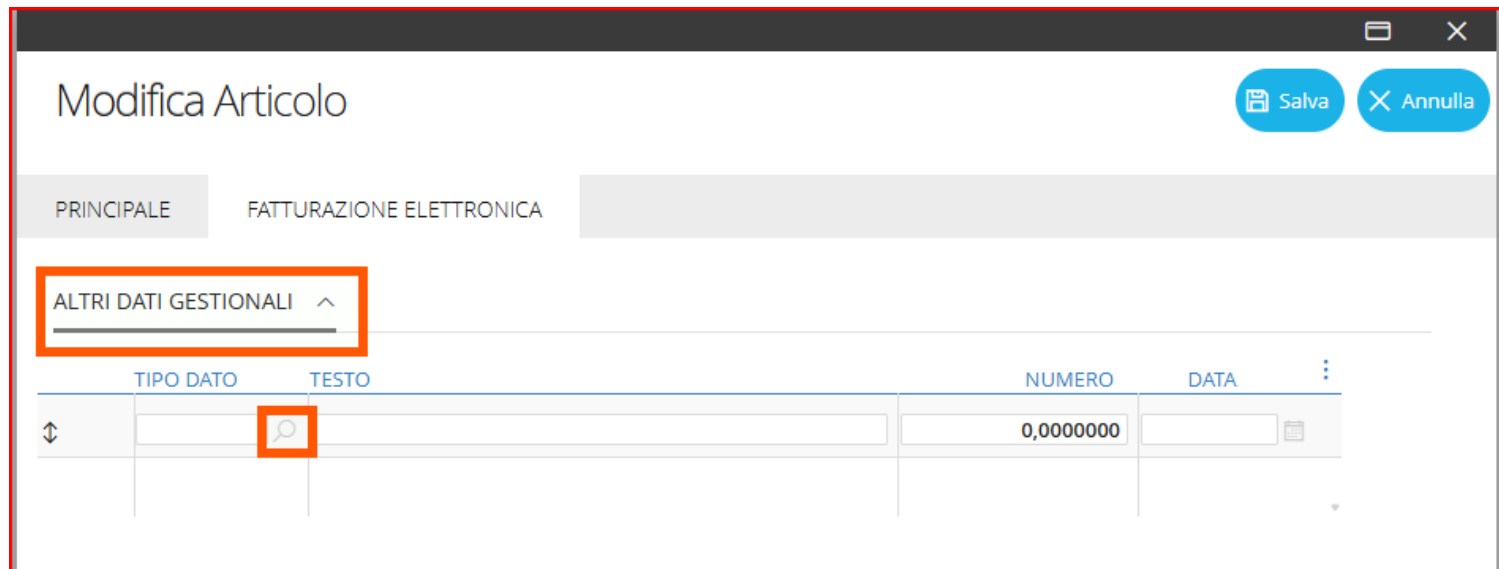 Modifica Articolo
Salva
Annulla
PRINCIPALE FATTURAZIONE ELETTRONICA
ALTRI DATI GESTIONALI
TIPO DATO TESTO NUMERO DATA
0,0000000